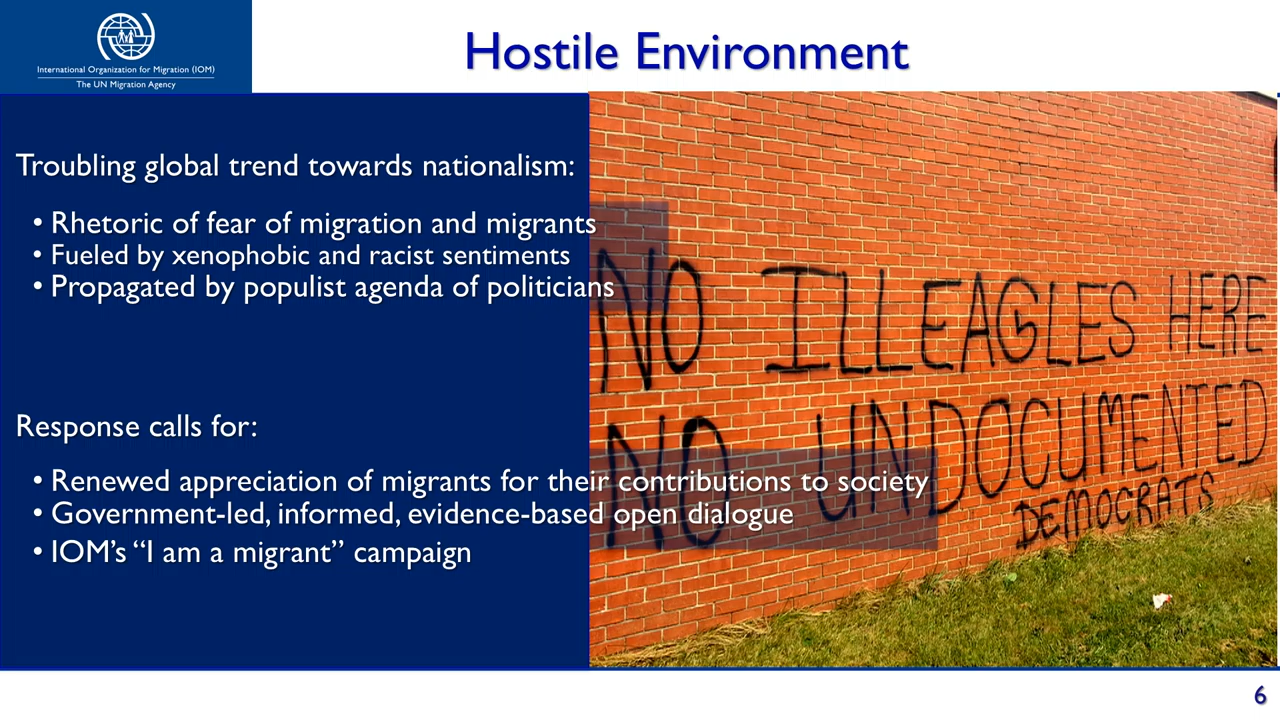 International Organization for Migration (IOM)
The UN Migration Agency
Hostile Environment
Troubling global trend towards nationalism:
• Rhetoric of fear of migration and migrants
• Fueled by xenophobic and racist sentiments
• Propagated by populist agenda of politicians
Response calls for:
• Renewed appreciation of migrants for their contributions to society
• Government-led, informed, evidence-based open dialogue
• IOM’s “I am a migrant” campaign
NO ILLEAGLES HERE
NO UNDOCUMENTED
DEMOCRATS
6